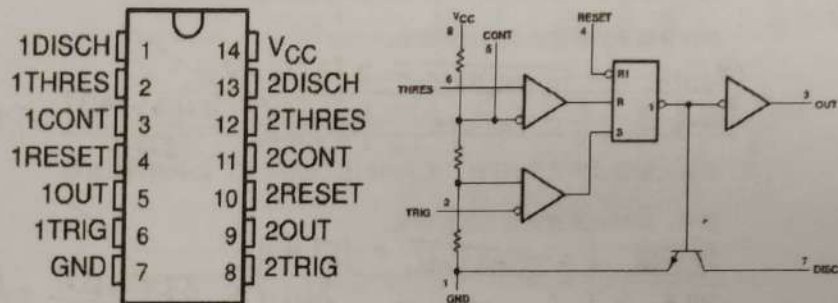 1DISCH 1 14 VCC
1THRES 2 13 2DISCH
1CONT 3 12 2THRES
1RESET 4 11 2CONT
1OUT 5 10 2RESET
1TRIG 6 9 2OUT
GND 7 8 2TRIG
VCC
8
CONT
5
RESET
4
6
THRES
R1
R
1
S
3
OUT
2
TRIG
7
DISC
1
GND